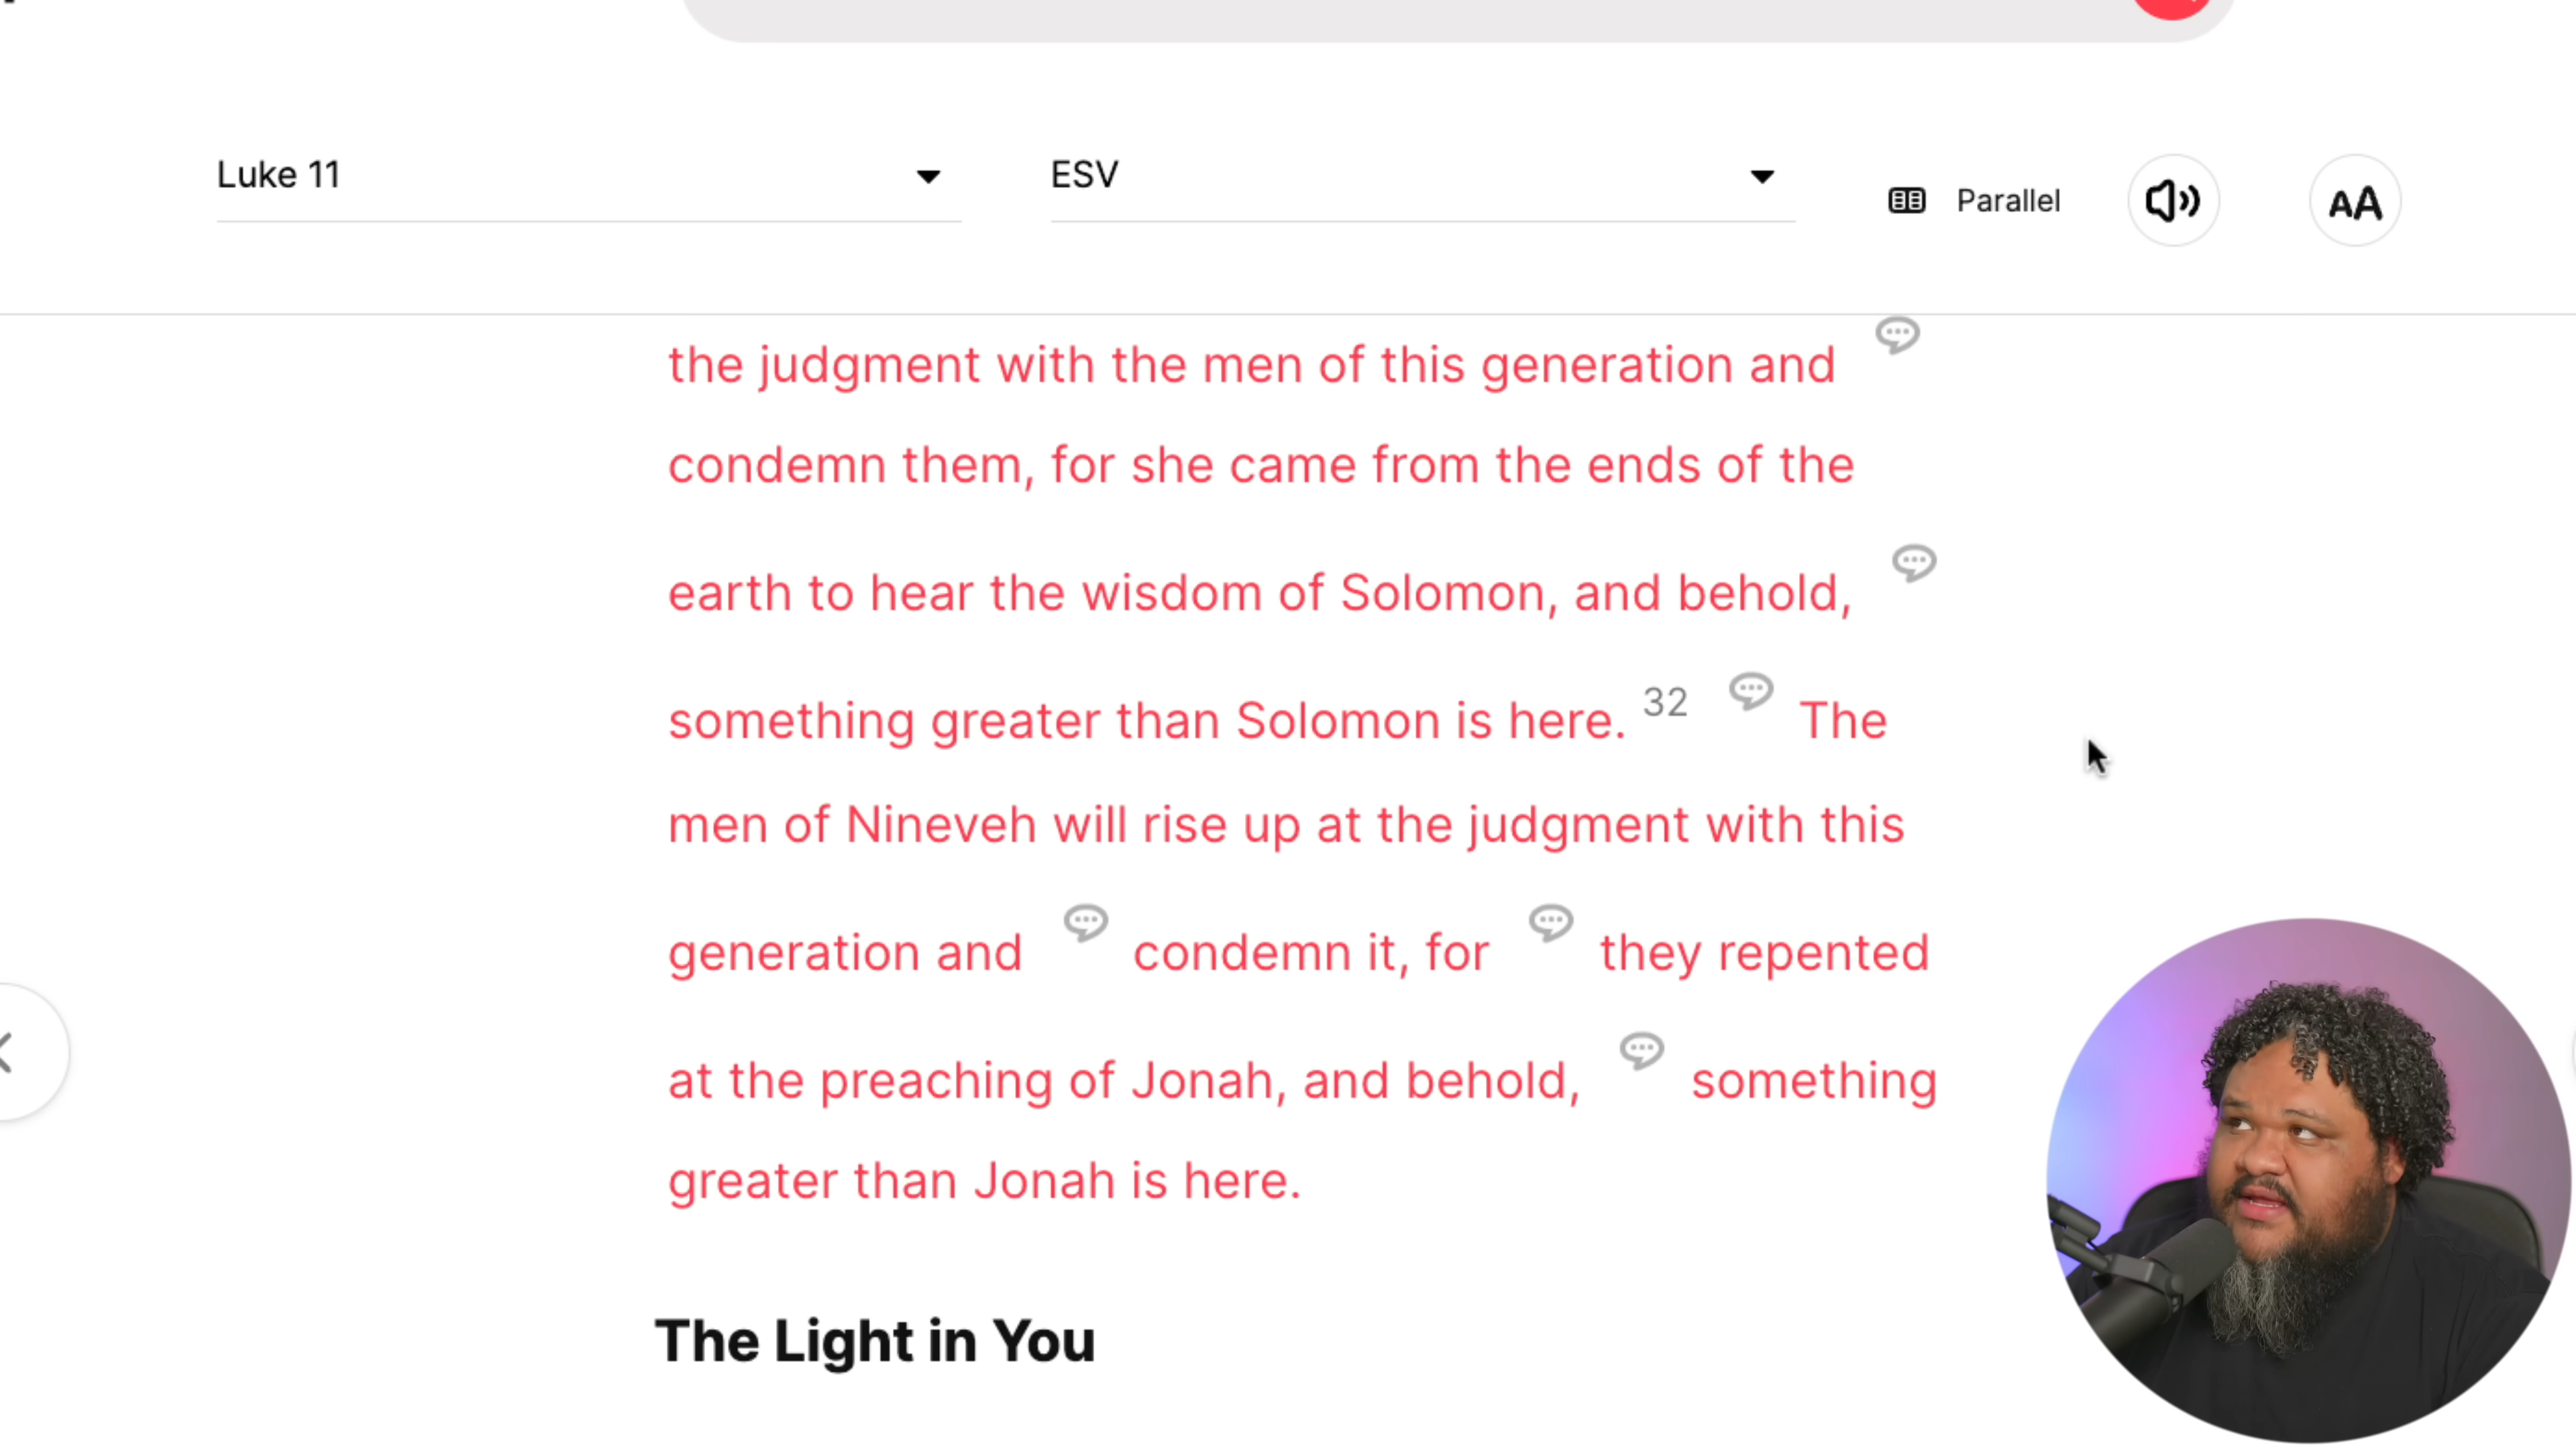 Luke 11
ESV
Parallel
AA
the judgment with the men of this generation and
condemn them, for she came from the ends of the
earth to hear the wisdom of Solomon, and behold,
something greater than Solomon is here. 32 The
men of Nineveh will rise up at the judgment with this
generation and condemn it, for they repented
at the preaching of Jonah, and behold, something
greater than Jonah is here.
The Light in You